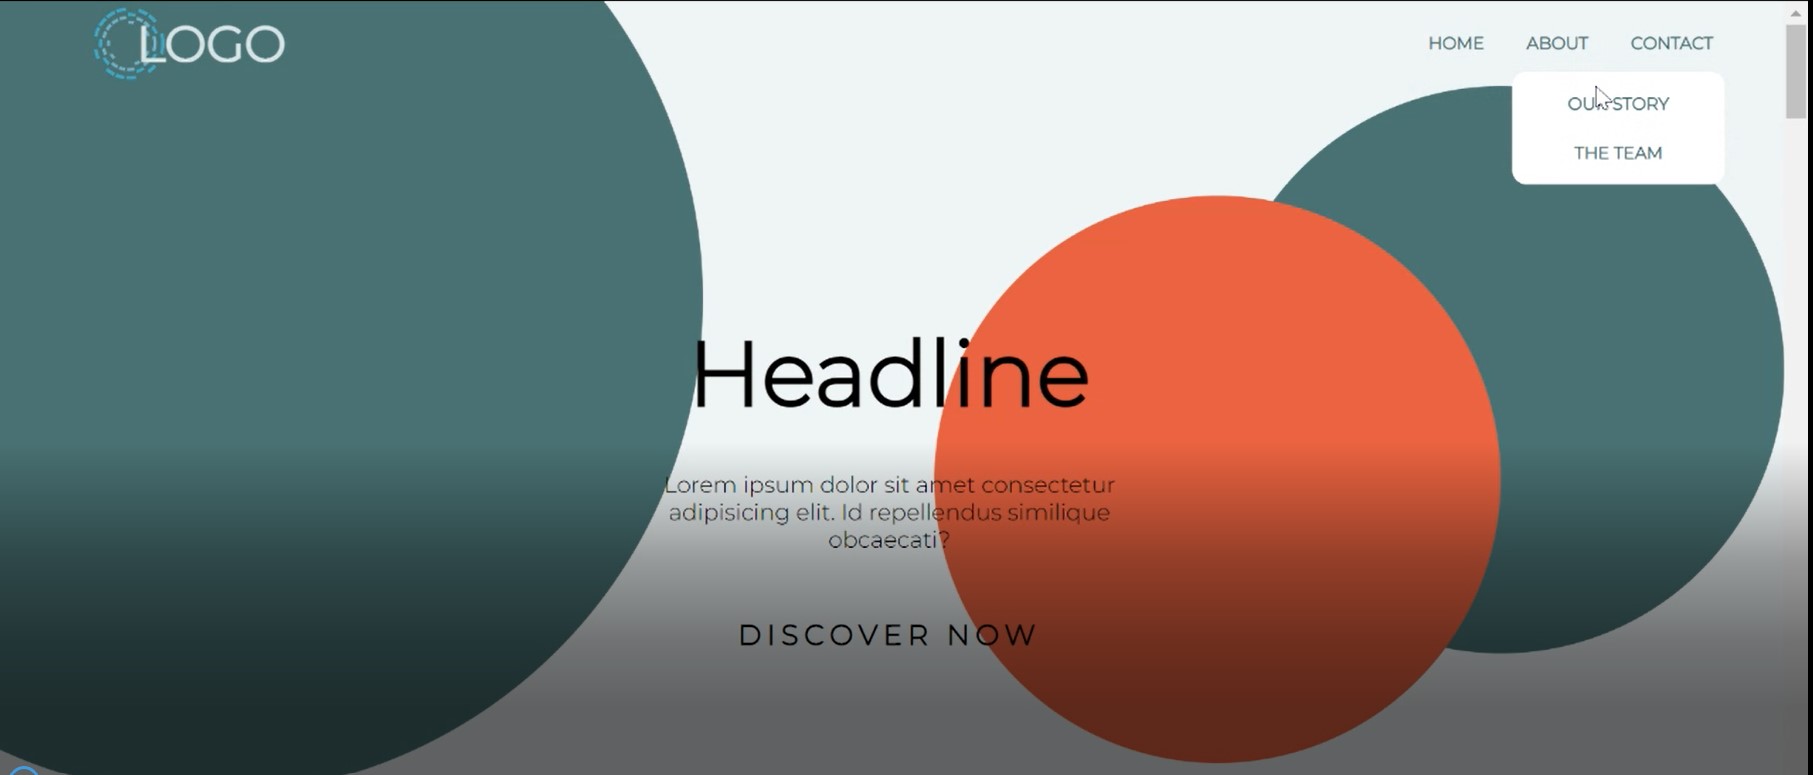 LOGO
HOME ABOUT CONTACT
OUR STORY
THE TEAM
Headline
Lorem ipsum dolor sit amet consectetur
adipisicing elit. Id repellendus similique
obcaecati?
DISCOVER NOW